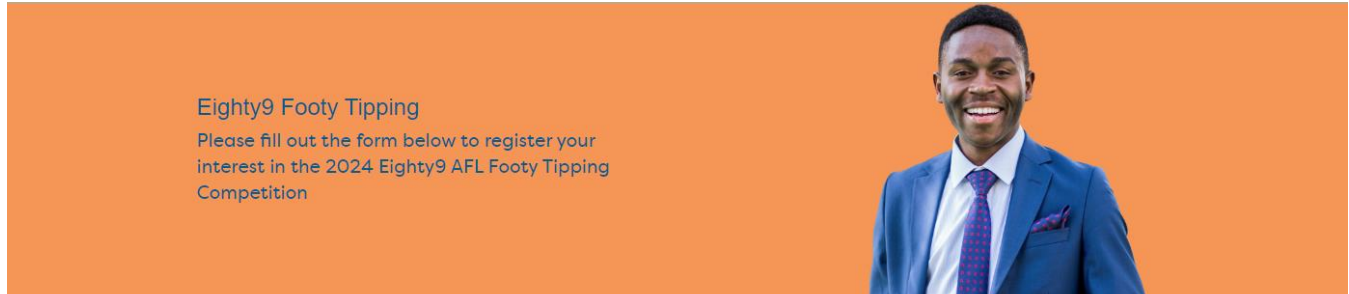 Eighty9 Footy Tipping
Please fill out the form below to register your
interest in the 2024 Eighty9 AFL Footy Tipping
Competition